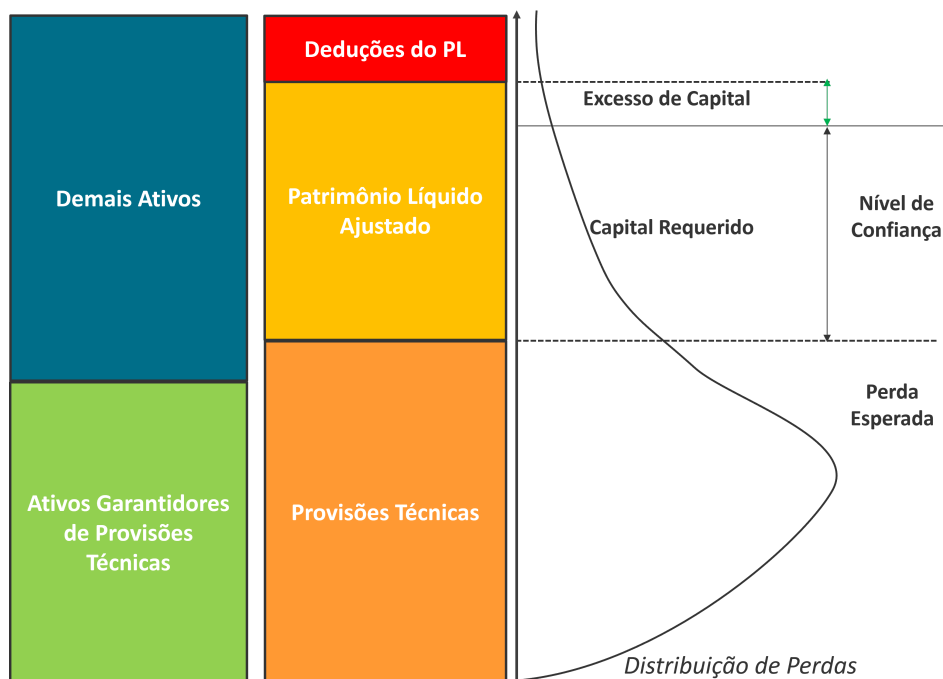 Deduções do PL
Excesso de Capital
Demais Ativos
Patrimônio Líquido
Ajustado
Capital Requerido
Nível de
Confiança
Perda
Esperada
Ativos Garantidores
de Provisões
Técnicas
Provisões Técnicas
Distribuição de Perdas